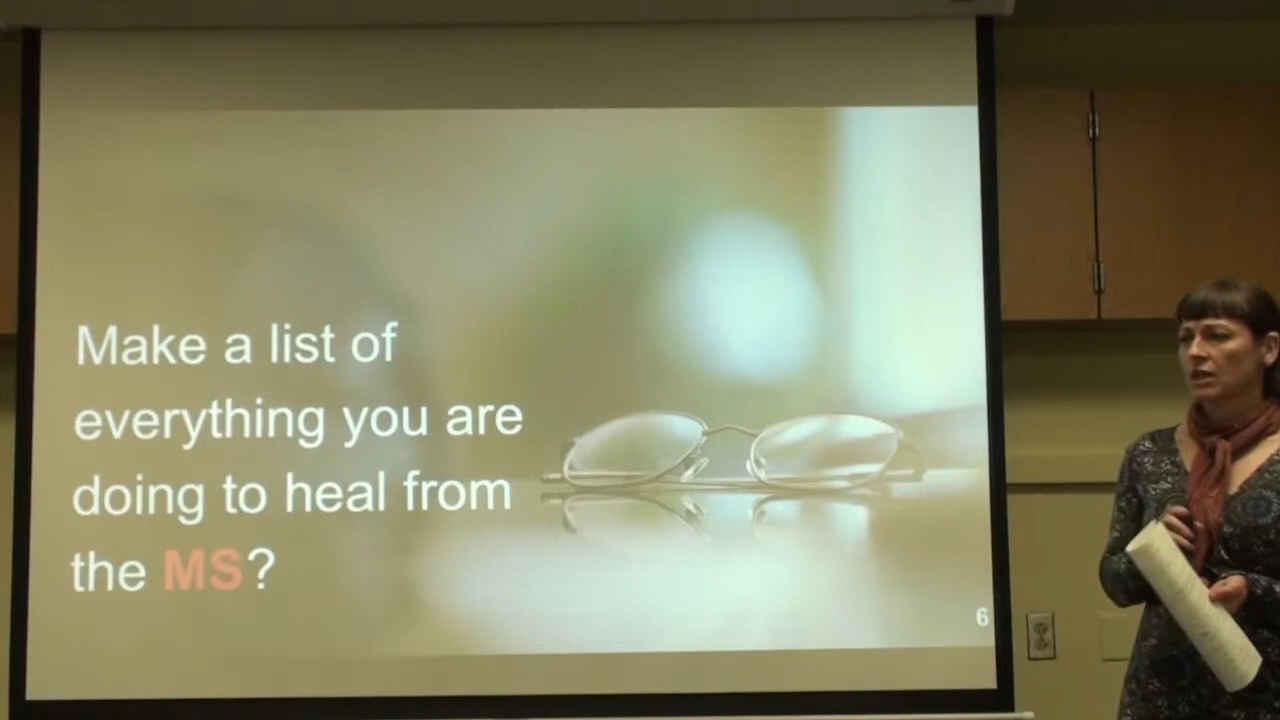 Make a list of
everything you are
doing to heal from
the MS?
6